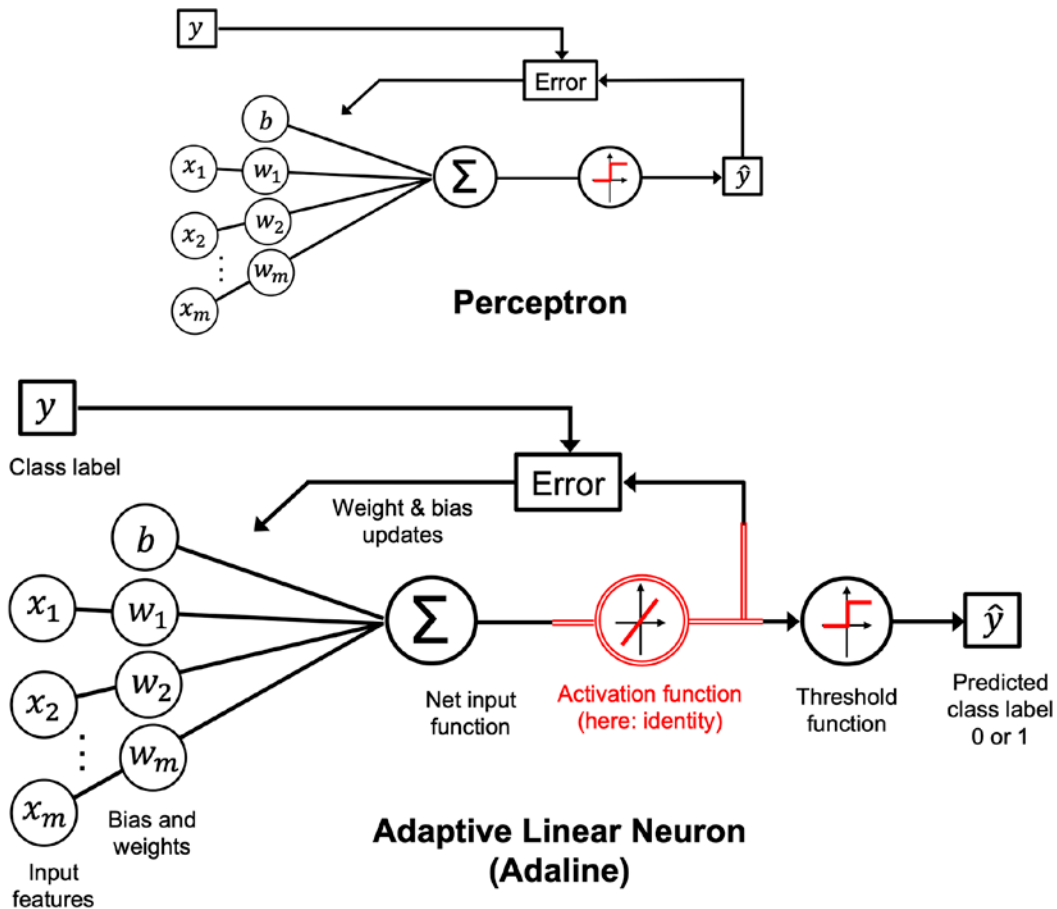 y
Error
b
x₁
w₁
Σ
ŷ
x₂
w₂
⋮
wₘ
xₘ
Perceptron
y
Class label
Error
Weight & bias
updates
b
x₁
w₁
Σ
ŷ
x₂
w₂
Net input
function
Activation function
(here: identity)
Threshold
function
Predicted
class label
0 or 1
⋮
wₘ
xₘ
Bias and
weights
Input
features
Adaptive Linear Neuron
(Adaline)